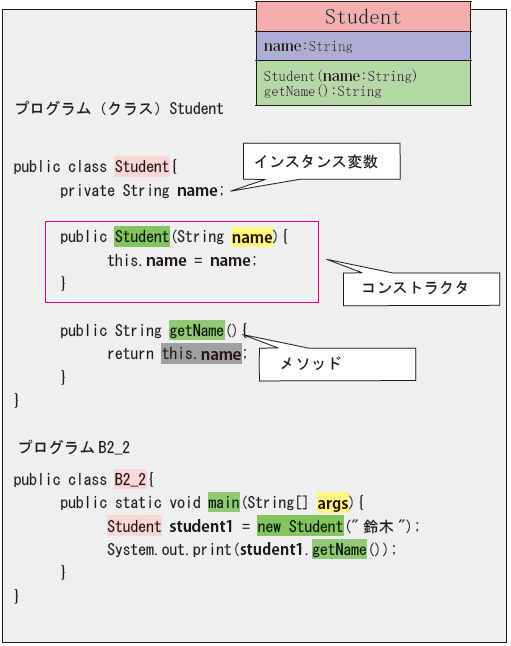 Student
name:String
Student(name:String)
getName():String
プログラム（クラス）Student
public class Student{
インスタンス変数
private String name;
public Student(String name){
this.name = name;
}
コンストラクタ
public String getName(){
return this.name;
メソッド
}
}
プログラムB2_2
public class B2_2{
public static void main(String[] args){
Student student1 = new Student("鈴木");
System.out.print(student1.getName());
}
}